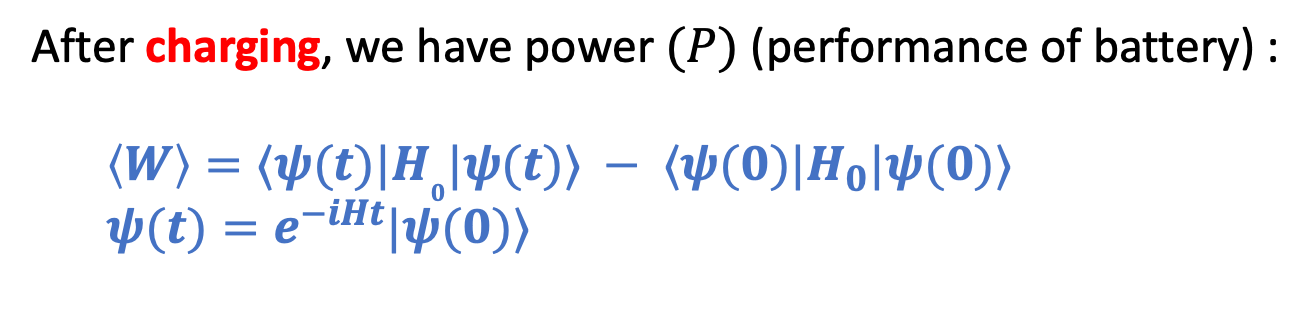 After charging, we have power (P) (performance of battery) :
⟨W⟩ = ⟨ψ(t)|H₀|ψ(t)⟩ − ⟨ψ(0)|H₀|ψ(0)⟩
ψ(t) = e^{−iHt}|ψ(0)⟩